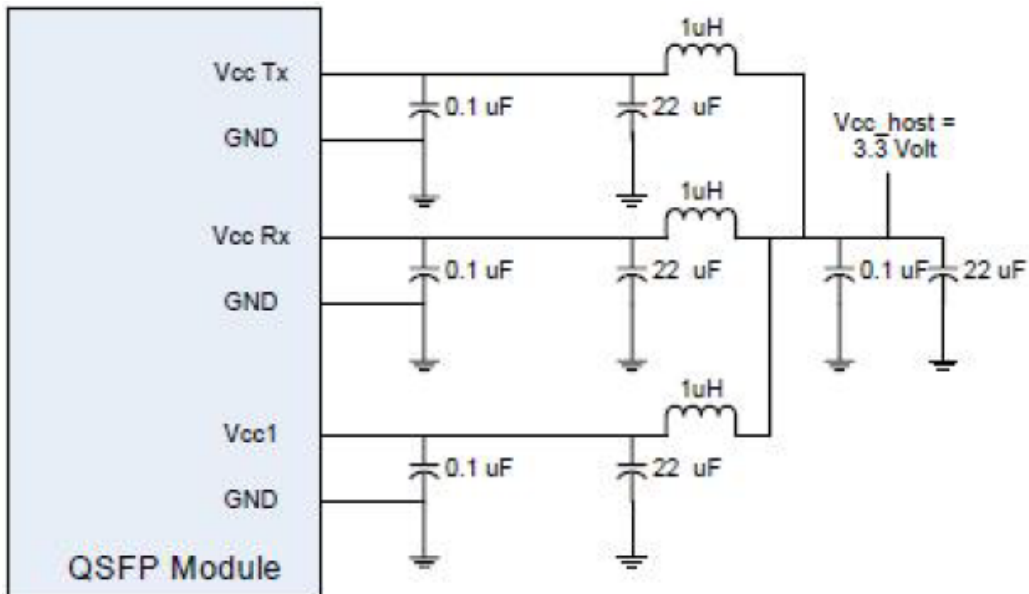 1uH
Vcc Tx
0.1 uF
22 uF
GND
Vcc_host =
3.3 Volt
1uH
Vcc Rx
0.1 uF
22 uF
0.1 uF
22 uF
GND
1uH
Vcc1
0.1 uF
22 uF
GND
QSFP Module